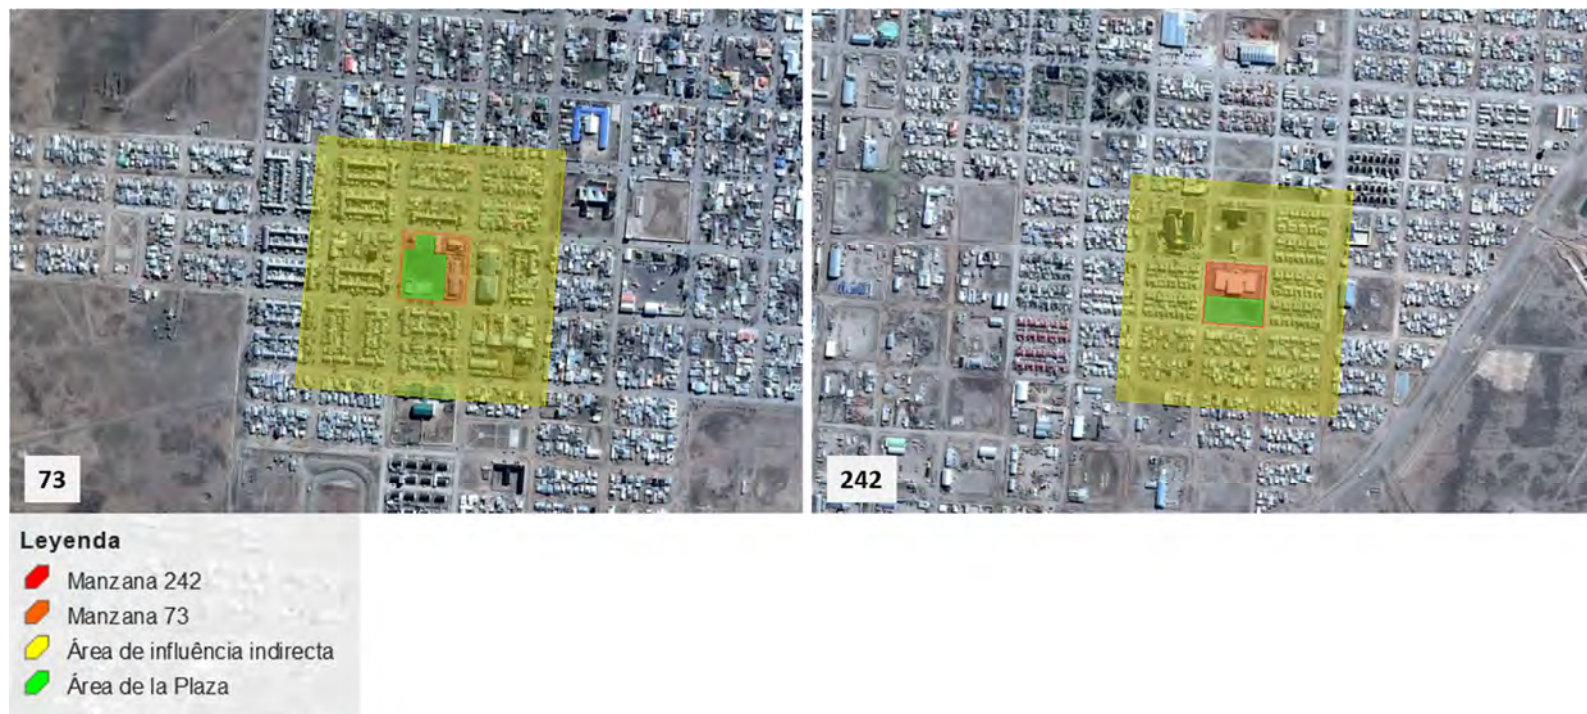 73
242
Leyenda
Manzana 242
Manzana 73
Área de influência indirecta
Área de la Plaza